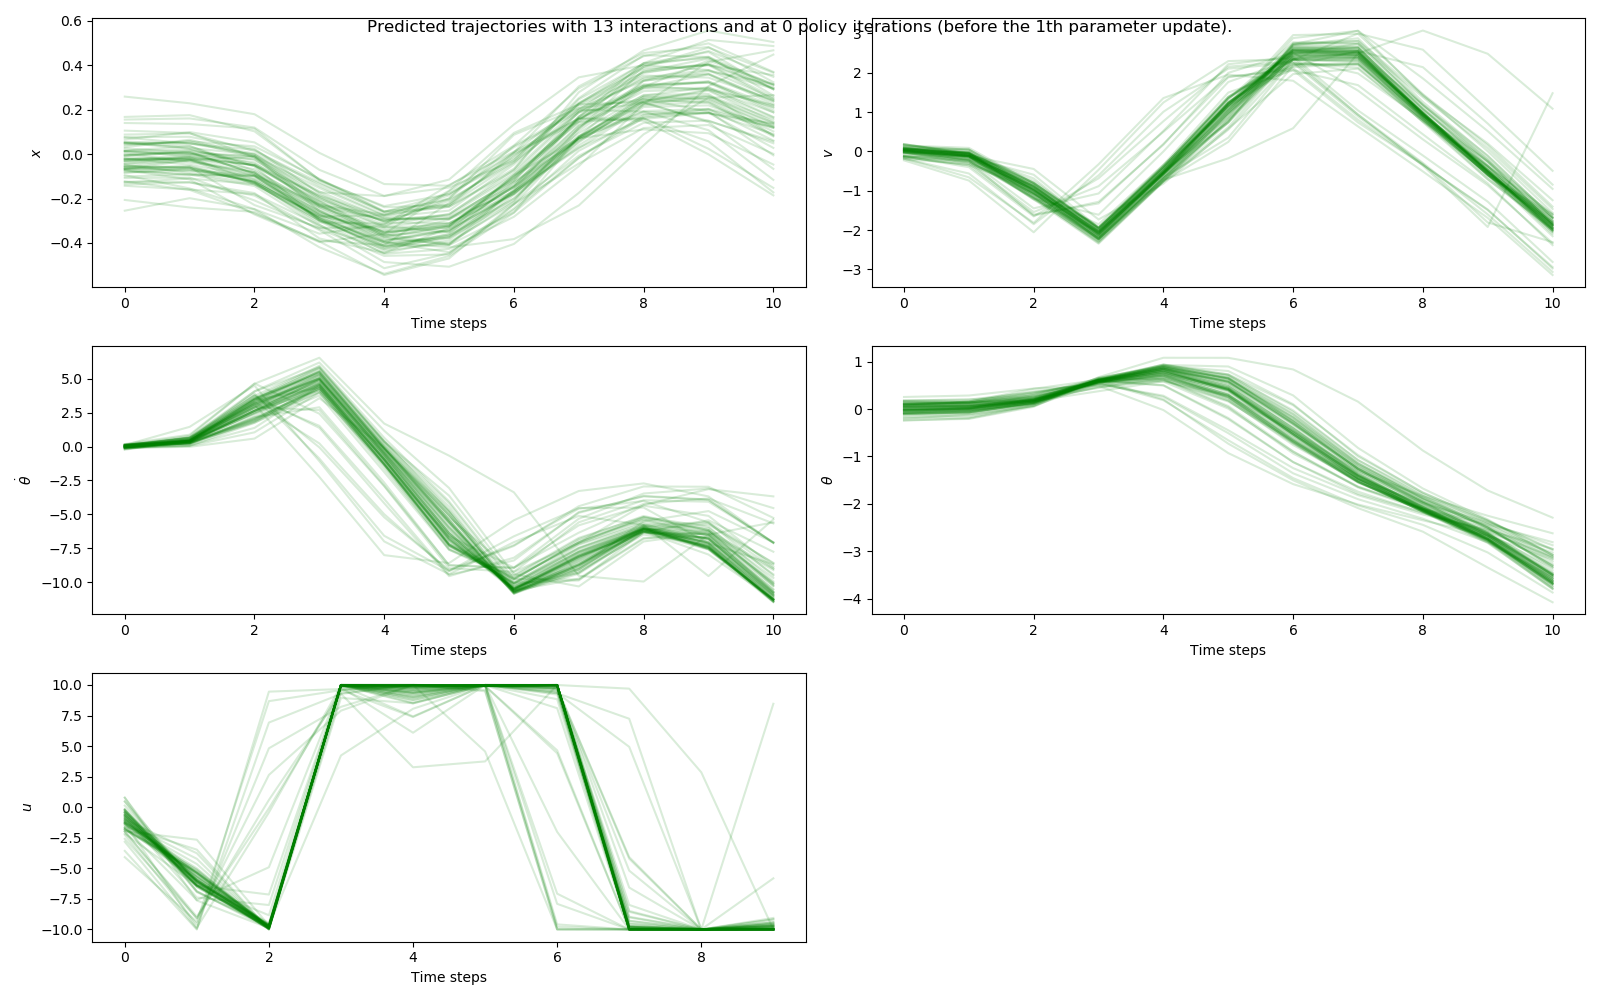 Predicted trajectories with 13 interactions and at 0 policy iterations (before the 1th parameter update).
0.6
0.4
0.2
0.0
−0.2
−0.4
x
0 2 4 6 8 10
Time steps
3
2
1
0
−1
−2
−3
v
0 2 4 6 8 10
Time steps
5.0
2.5
0.0
−2.5
−5.0
−7.5
−10.0
θ̇
0 2 4 6 8 10
Time steps
1
0
−1
−2
−3
−4
θ
0 2 4 6 8 10
Time steps
10.0
7.5
5.0
2.5
0.0
−2.5
−5.0
−7.5
−10.0
u
0 2 4 6 8
Time steps